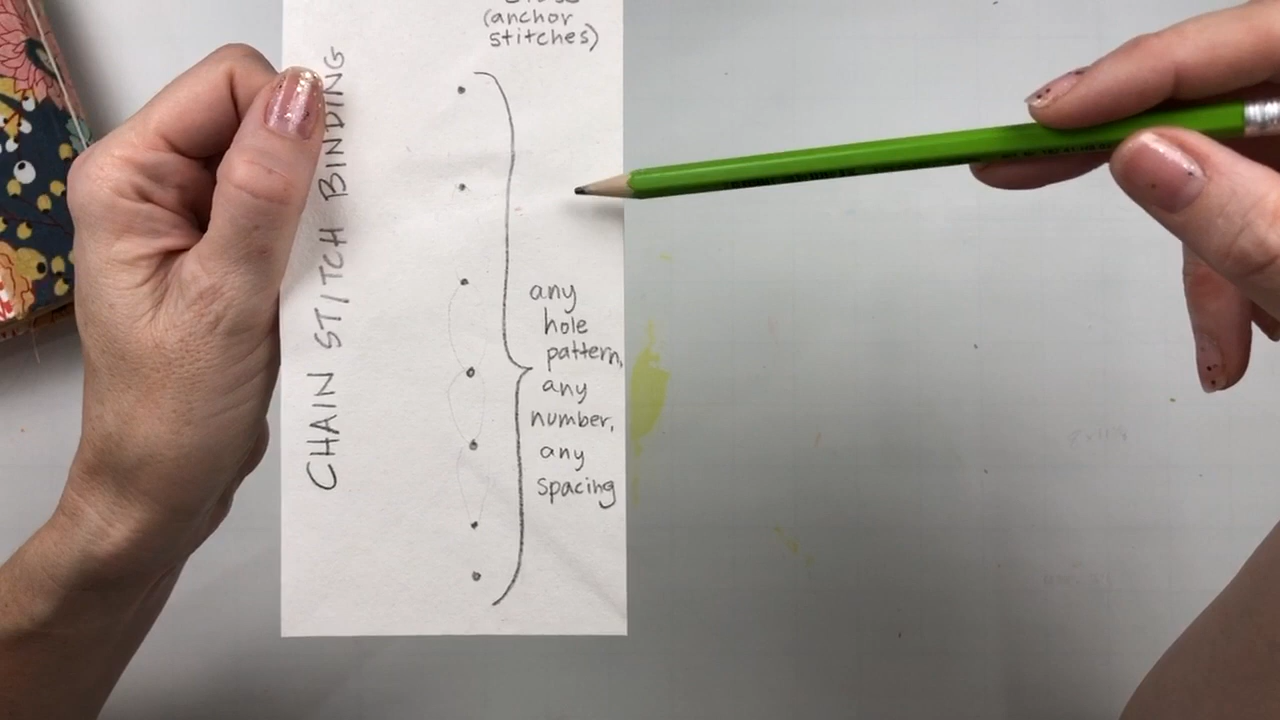 (anchor
stitches)
CHAIN STITCH BINDING
any
hole
pattern,
any
number,
any
spacing